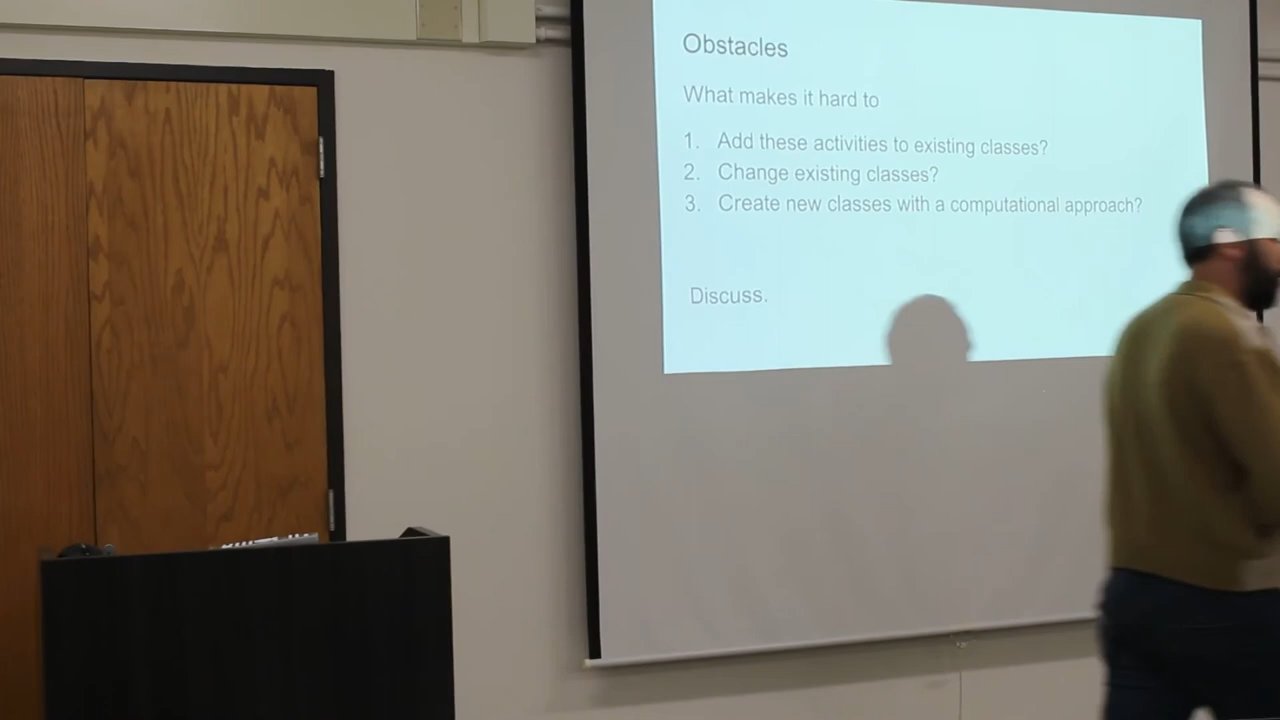 Obstacles
What makes it hard to
1. Add these activities to existing classes?
2. Change existing classes?
3. Create new classes with a computational approach?
Discuss.